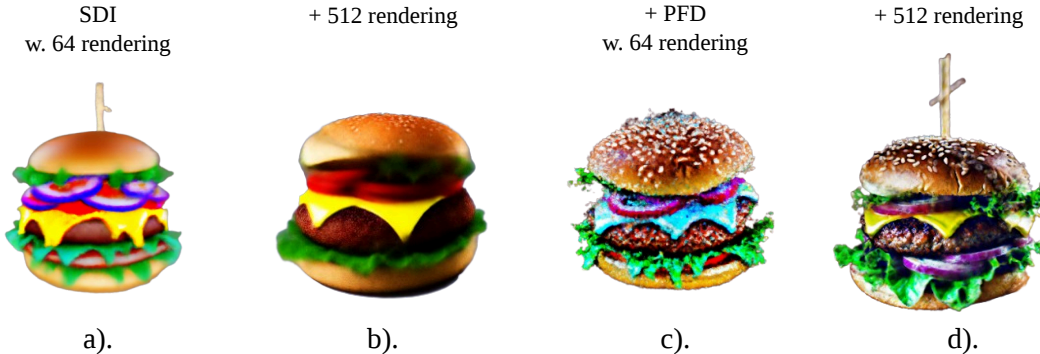 SDI
w. 64 rendering
+ 512 rendering
+ PFD
w. 64 rendering
+ 512 rendering
a).
b).
c).
d).